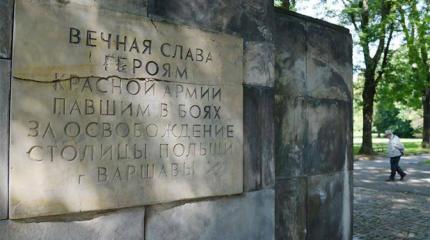 ВЕЧНАЯ СЛАВА
ГЕРОЯМ
КРАСНОЙ АРМИИ
ПАВШИМ В БОЯХ
ЗА ОСВОБОЖДЕНИЕ
СТОЛИЦЫ ПОЛЬШИ
г ВАРШАВЫ